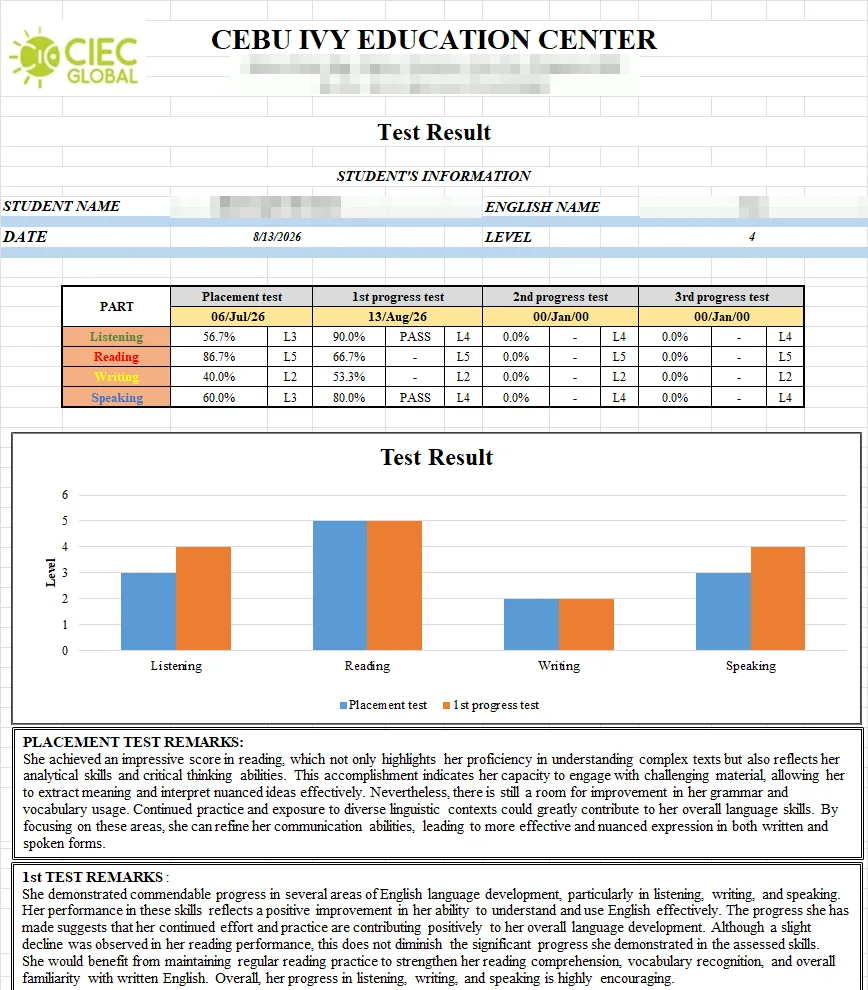 CIEC
GLOBAL
CEBU IVY EDUCATION CENTER
Test Result
STUDENT'S INFORMATION
STUDENT NAME ENGLISH NAME
DATE 8/13/2026 LEVEL 4
PART Placement test 1st progress test 2nd progress test 3rd progress test
06/Jul/26 13/Aug/26 00/Jan/00 00/Jan/00
Listening 56.7% L3 90.0% PASS L4 0.0% - L4 0.0% - L4
Reading 86.7% L5 66.7% - L5 0.0% - L5 0.0% - L5
Writing 40.0% L2 53.3% - L2 0.0% - L2 0.0% - L2
Speaking 60.0% L3 80.0% PASS L4 0.0% - L4 0.0% - L4
Test Result
6
5
4
3
2
1
0
Level
Listening Reading Writing Speaking
Placement test 1st progress test
PLACEMENT TEST REMARKS:
She achieved an impressive score in reading, which not only highlights her proficiency in understanding complex texts but also reflects her
analytical skills and critical thinking abilities. This accomplishment indicates her capacity to engage with challenging material, allowing her
to extract meaning and interpret nuanced ideas effectively. Nevertheless, there is still a room for improvement in her grammar and
vocabulary usage. Continued practice and exposure to diverse linguistic contexts could greatly contribute to her overall language skills. By
focusing on these areas, she can refine her communication abilities, leading to more effective and nuanced expression in both written and
spoken forms.
1st TEST REMARKS :
She demonstrated commendable progress in several areas of English language development, particularly in listening, writing, and speaking.
Her performance in these skills reflects a positive improvement in her ability to understand and use English effectively. The progress she has
made suggests that her continued effort and practice are contributing positively to her overall language development. Although a slight
decline was observed in her reading performance, this does not diminish the significant progress she demonstrated in the assessed skills.
She would benefit from maintaining regular reading practice to strengthen her reading comprehension, vocabulary recognition, and overall
familiarity with written English. Overall, her progress in listening, writing, and speaking is highly encouraging.